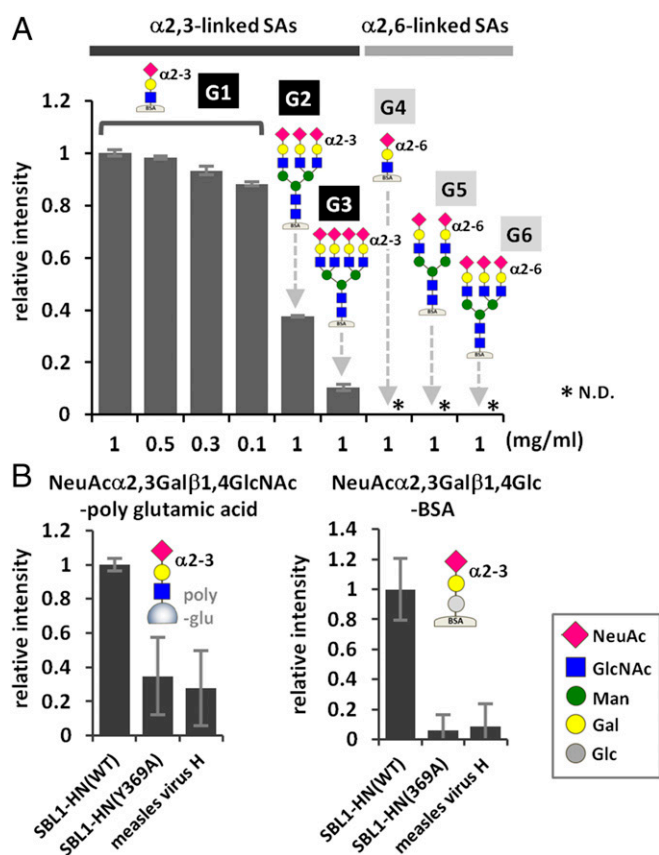 A
α2,3-linked SAs
α2,6-linked SAs
relative intensity
1.2
1
0.8
0.6
0.4
0.2
0
α2-3
BSA
G1
G2
α2-3
BSA
G3
α2-3
BSA
G4
α2-6
BSA
G5
α2-6
BSA
G6
α2-6
BSA
*
*
*
* N.D.
1 0.5 0.3 0.1 1 1 1 1 1 (mg/ml)
B
NeuAcα2,3Galβ1,4GlcNAc
-poly glutamic acid
relative intensity
1.2
1
0.8
0.6
0.4
0.2
0
α2-3
poly
-glu
SBL1-HN(WT)
SBL1-HN(Y369A)
measles virus H
NeuAcα2,3Galβ1,4Glc
-BSA
relative intensity
1.4
1.2
1
0.8
0.6
0.4
0.2
0
α2-3
BSA
SBL1-HN(WT)
SBL1-HN(369A)
measles virus H
NeuAc
GlcNAc
Man
Gal
Glc